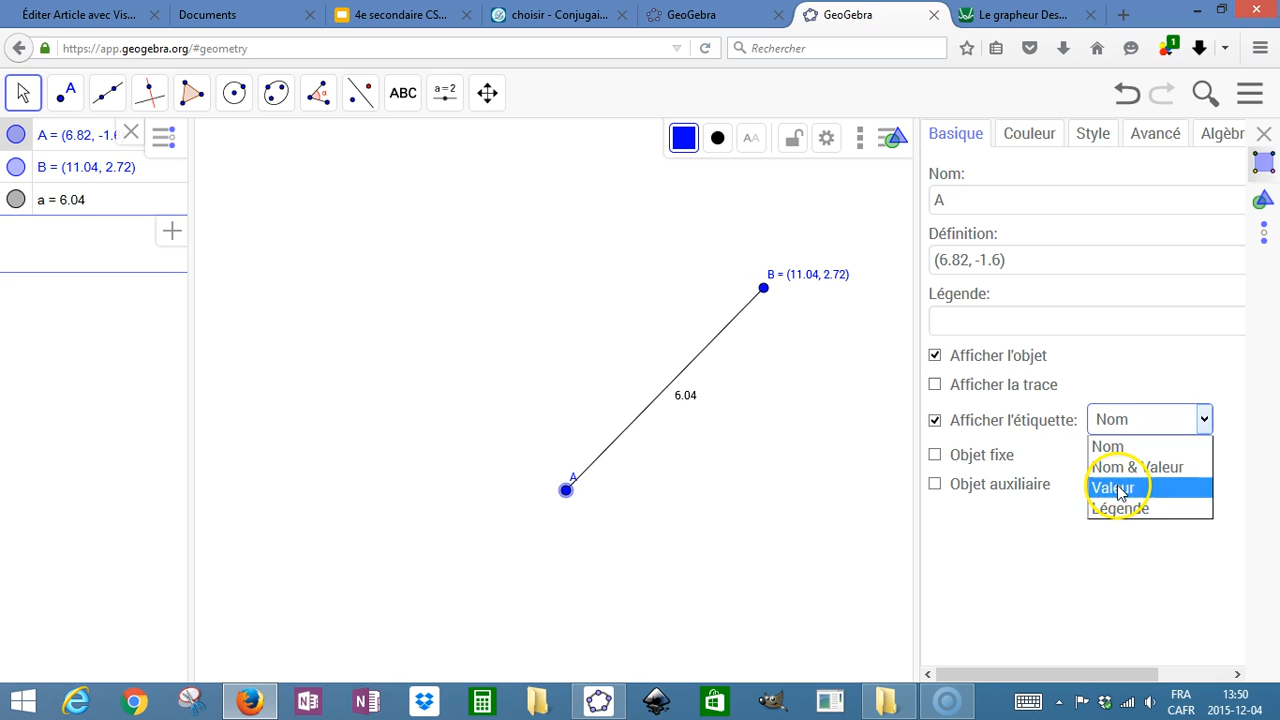 Éditer Article avec Vis...
Documents
4e secondaire CS...
choisir - Conjugai...
GeoGebra
GeoGebra
Le grapheur Des...
https://app.geogebra.org/#geometry
Rechercher
1
A
α
ABC
a=2
A = (6.82, -1.6
B = (11.04, 2.72)
a = 6.04
AA
B = (11.04, 2.72)
6.04
A
Basique
Couleur
Style
Avancé
Algèbr
Nom:
A
Définition:
(6.82, -1.6)
Légende:
Afficher l'objet
Afficher la trace
Afficher l'étiquette:
Nom
Nom
Nom & Valeur
Valeur
Légende
Objet fixe
Objet auxiliaire
FRA
CAFR
13:50
2015-12-04